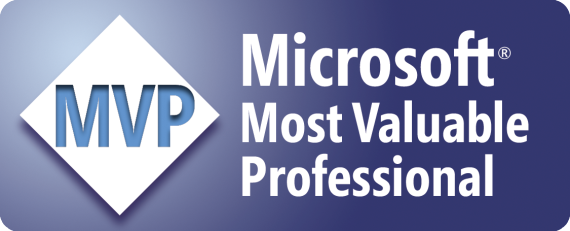 MVP
Microsoft®
Most Valuable
Professional